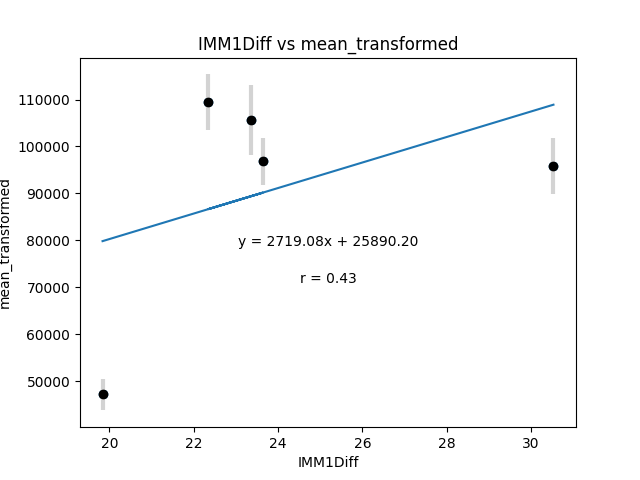 IMM1Diff vs mean_transformed
mean_transformed
110000
100000
90000
80000
70000
60000
50000
y = 2719.08x + 25890.20
r = 0.43
20 22 24 26 28 30
IMM1Diff